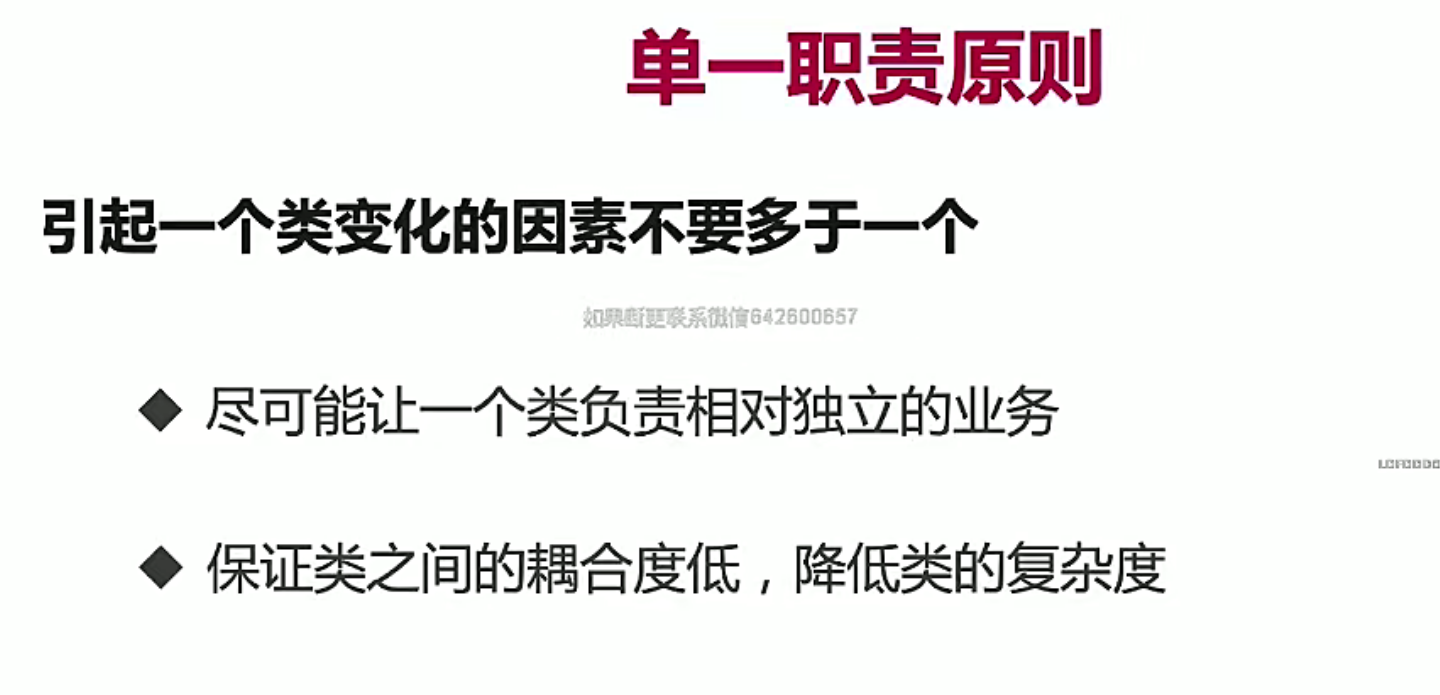 单一职责原则
引起一个类变化的因素不要多于一个
如果断更联系微信642600657
◆ 尽可能让一个类负责相对独立的业务
◆ 保证类之间的耦合度低，降低类的复杂度